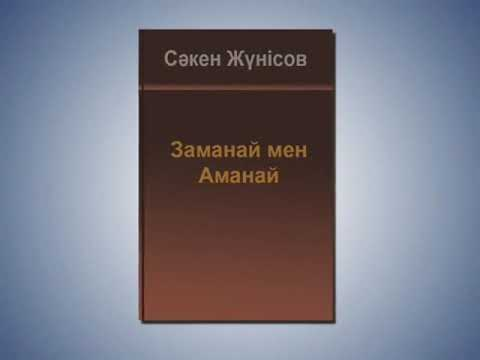 Сәкен Жүнісов
Заманай мен
Аманай